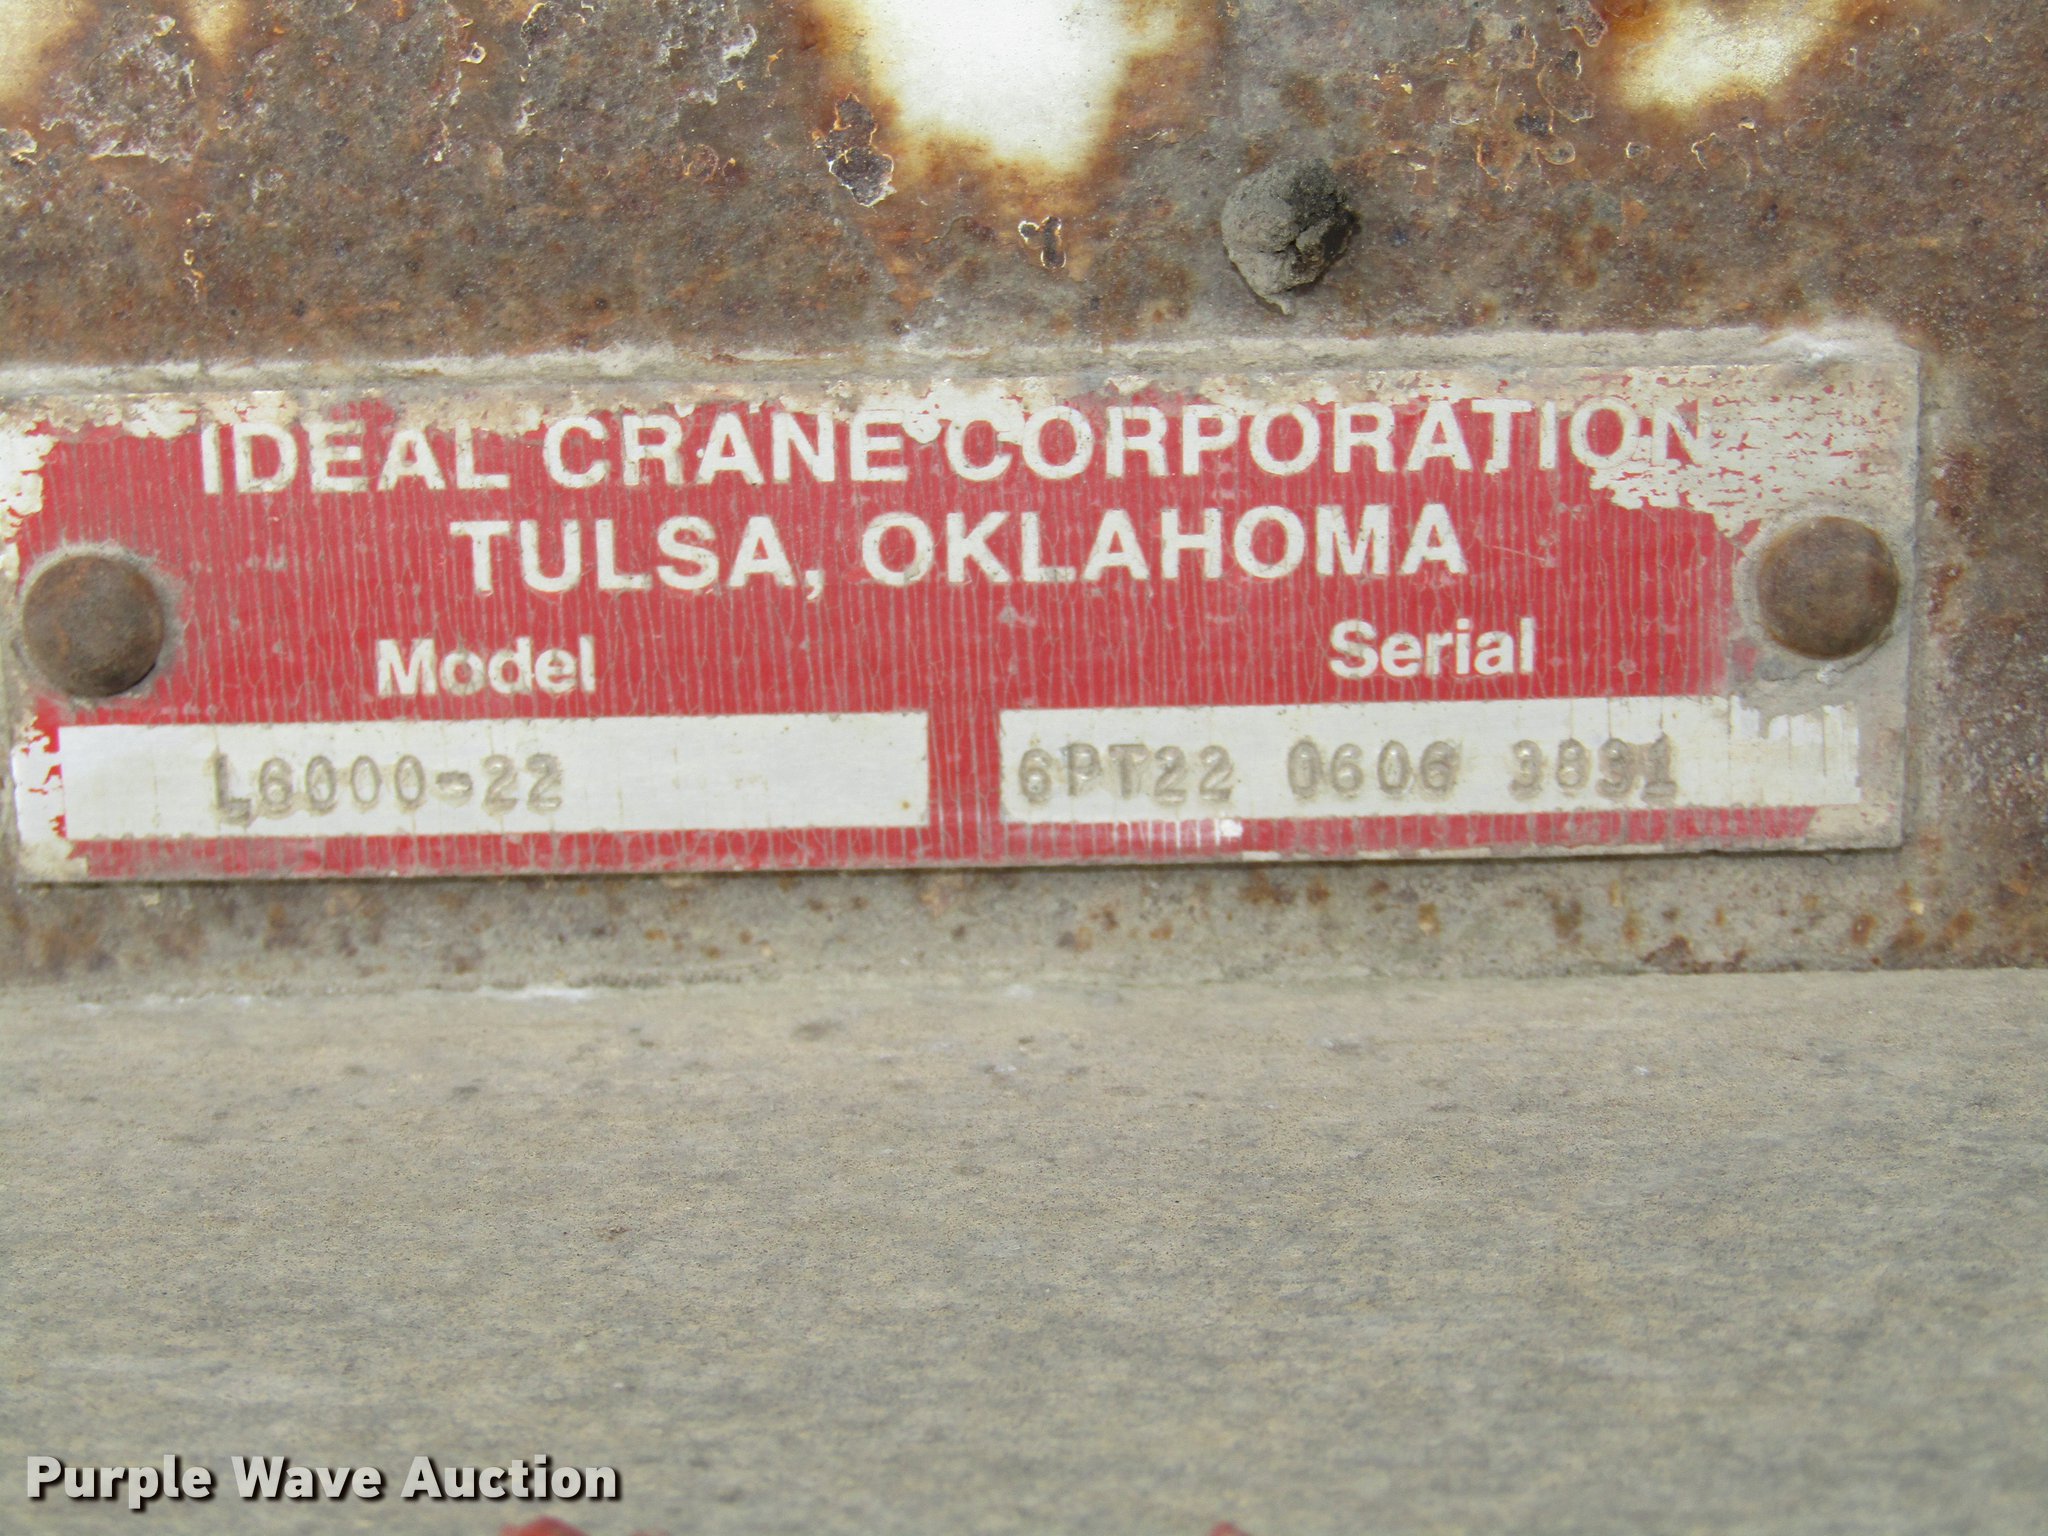 IDEAL CRANE CORPORATION
TULSA, OKLAHOMA
Model Serial
L6000-22 6PT22 0606 3891
Purple Wave Auction